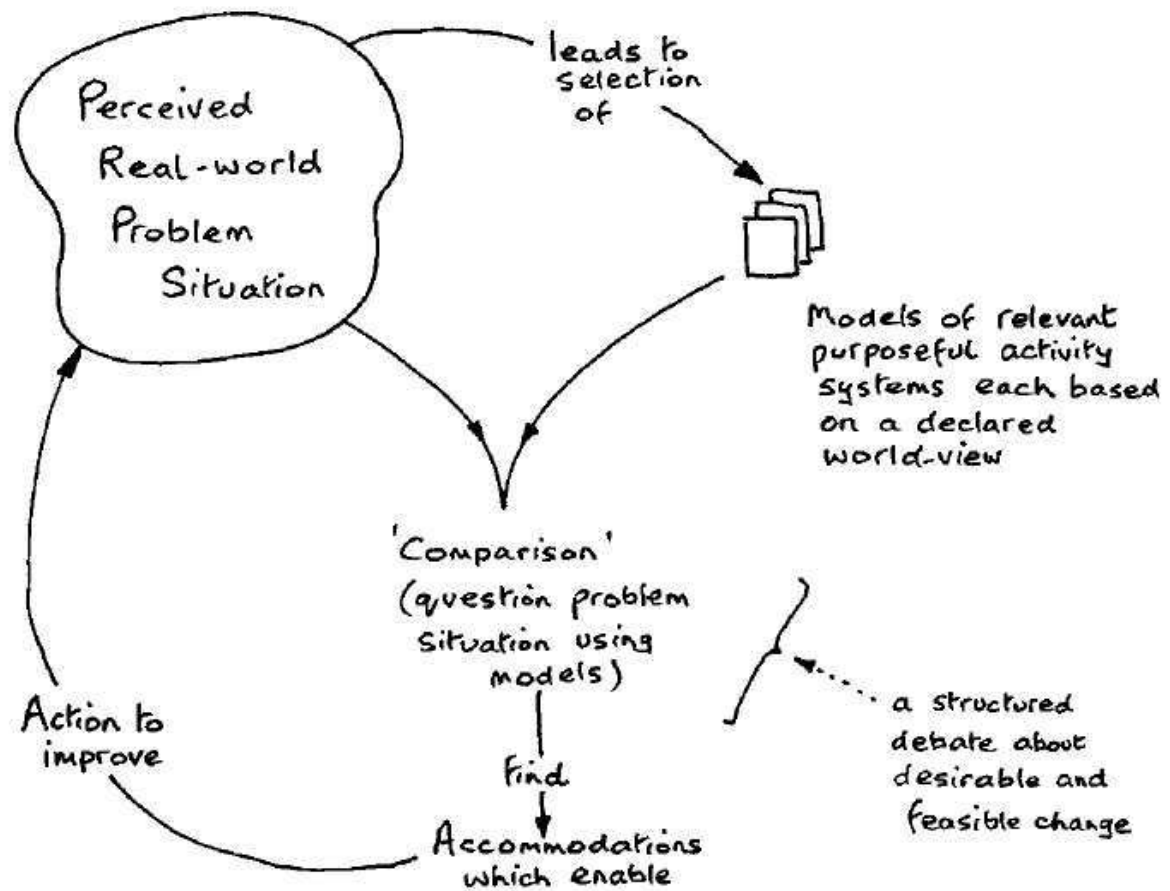 Perceived
Real-world
Problem
Situation
leads to
selection
of
Models of relevant
purposeful activity
systems each based
on a declared
world-view
'Comparison'
(question problem
situation using
models)
find
Accommodations
which enable
a structured
debate about
desirable and
feasible change
Action to
improve